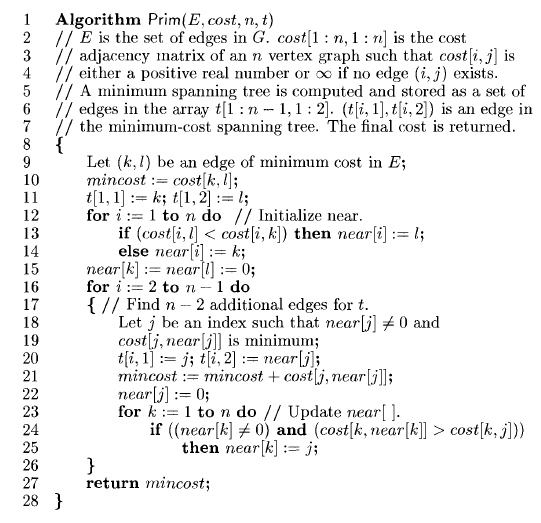 1 Algorithm Prim(E, cost, n, t)
2 // E is the set of edges in G. cost[1 : n, 1 : n] is the cost
3 // adjacency matrix of an n vertex graph such that cost[i, j] is
4 // either a positive real number or ∞ if no edge (i, j) exists.
5 // A minimum spanning tree is computed and stored as a set of
6 // edges in the array t[1 : n − 1, 1 : 2]. (t[i, 1], t[i, 2]) is an edge in
7 // the minimum-cost spanning tree. The final cost is returned.
8 {
9 Let (k, l) be an edge of minimum cost in E;
10 mincost := cost[k, l];
11 t[1, 1] := k; t[1, 2] := l;
12 for i := 1 to n do // Initialize near.
13 if (cost[i, l] < cost[i, k]) then near[i] := l;
14 else near[i] := k;
15 near[k] := near[l] := 0;
16 for i := 2 to n − 1 do
17 { // Find n − 2 additional edges for t.
18 Let j be an index such that near[j] ≠ 0 and
19 cost[j, near[j]] is minimum;
20 t[i, 1] := j; t[i, 2] := near[j];
21 mincost := mincost + cost[j, near[j]];
22 near[j] := 0;
23 for k := 1 to n do // Update near[ ].
24 if ((near[k] ≠ 0) and (cost[k, near[k]] > cost[k, j]))
25 then near[k] := j;
26 }
27 return mincost;
28 }